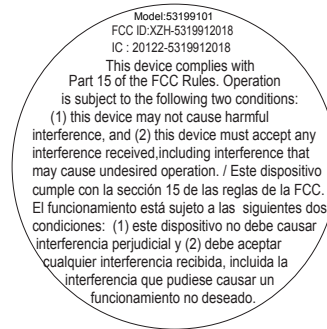 Model:53199101
FCC ID:XZH-5319912018
IC : 20122-5319912018
This device complies with
Part 15 of the FCC Rules. Operation
is subject to the following two conditions:
(1) this device may not cause harmful
interference, and (2) this device must accept any
interference received,including interference that
may cause undesired operation. / Este dispositivo
cumple con la sección 15 de las reglas de la FCC.
El funcionamiento está sujeto a las siguientes dos
condiciones: (1) este dispositivo no debe causar
interferencia perjudicial y (2) debe aceptar
cualquier interferencia recibida, incluida la
interferencia que pudiese causar un
funcionamiento no deseado.